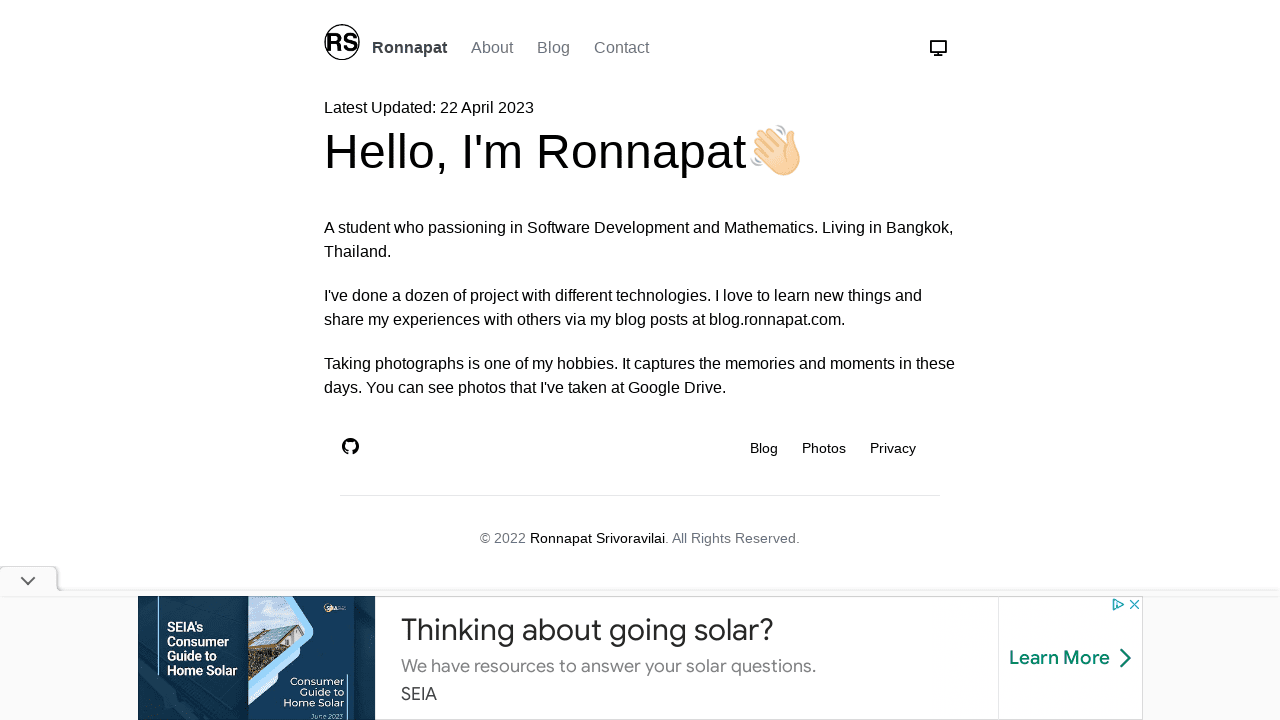 RS
Ronnapat About Blog Contact
Latest Updated: 22 April 2023
Hello, I'm Ronnapat
A student who passioning in Software Development and Mathematics. Living in Bangkok,
Thailand.
I've done a dozen of project with different technologies. I love to learn new things and
share my experiences with others via my blog posts at blog.ronnapat.com.
Taking photographs is one of my hobbies. It captures the memories and moments in these
days. You can see photos that I've taken at Google Drive.
Blog Photos Privacy
© 2022 Ronnapat Srivoravilai. All Rights Reserved.
SEIA's
Consumer
Guide to
Home Solar
SEIA
Consumer
Guide to
Home Solar
June 2023
Thinking about going solar?
We have resources to answer your solar questions.
SEIA
Learn More